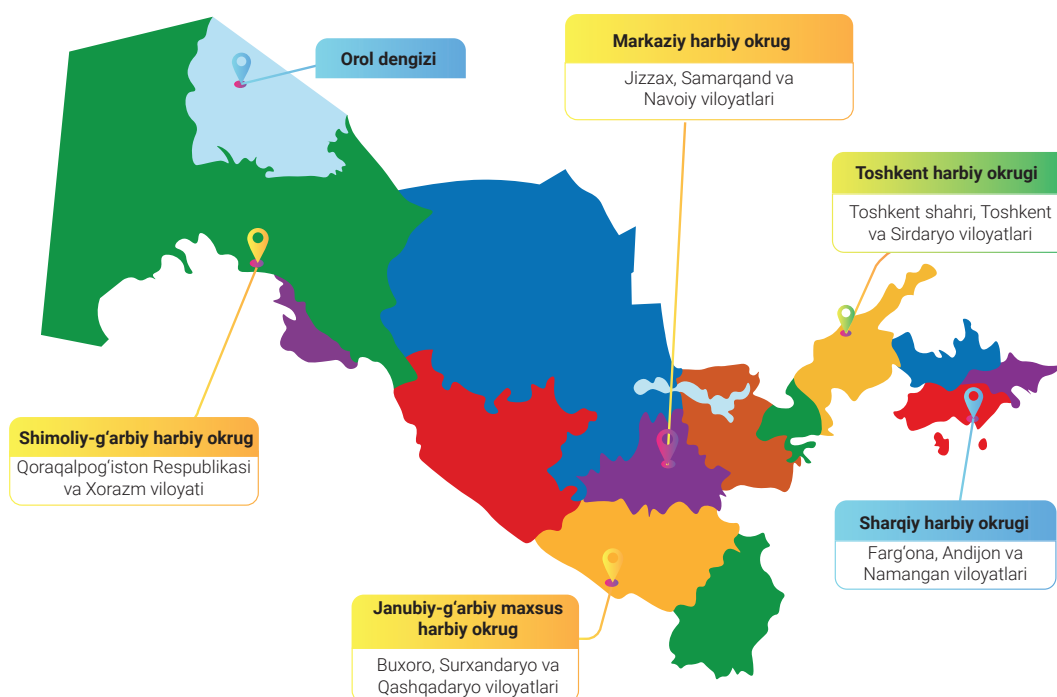 Orol dengizi
Markaziy harbiy okrug
Jizzax, Samarqand va
Navoiy viloyatlari
Toshkent harbiy okrugi
Toshkent shahri, Toshkent
va Sirdaryo viloyatlari
Shimoliy-g‘arbiy harbiy okrug
Qoraqalpog‘iston Respublikasi
va Xorazm viloyati
Sharqiy harbiy okrugi
Farg‘ona, Andijon va
Namangan viloyatlari
Janubiy-g‘arbiy maxsus
harbiy okrug
Buxoro, Surxandaryo va
Qashqadaryo viloyatlari